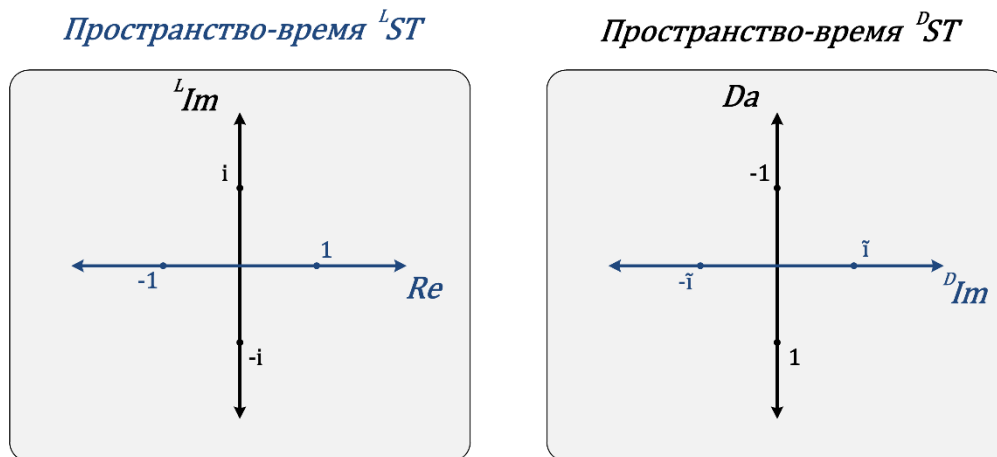 Пространство-время ᴸST
ᴸIm
i
-1
1
Re
-i
Пространство-время ᴰST
Da
-1
-ĩ
ĩ
ᴰIm
1